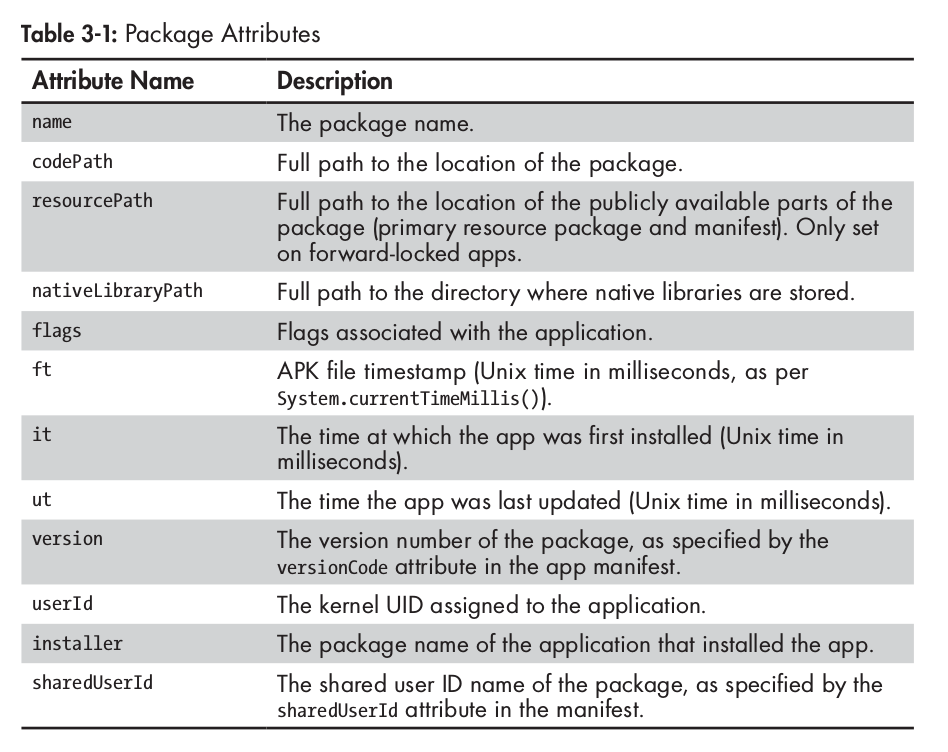 Table 3-1: Package Attributes
Attribute Name Description
name The package name.
codePath Full path to the location of the package.
resourcePath Full path to the location of the publicly available parts of the
package (primary resource package and manifest). Only set
on forward-locked apps.
nativeLibraryPath Full path to the directory where native libraries are stored.
flags Flags associated with the application.
ft APK file timestamp (Unix time in milliseconds, as per
System.currentTimeMillis()).
it The time at which the app was first installed (Unix time in
milliseconds).
ut The time the app was last updated (Unix time in milliseconds).
version The version number of the package, as specified by the
versionCode attribute in the app manifest.
userId The kernel UID assigned to the application.
installer The package name of the application that installed the app.
sharedUserId The shared user ID name of the package, as specified by the
sharedUserId attribute in the manifest.